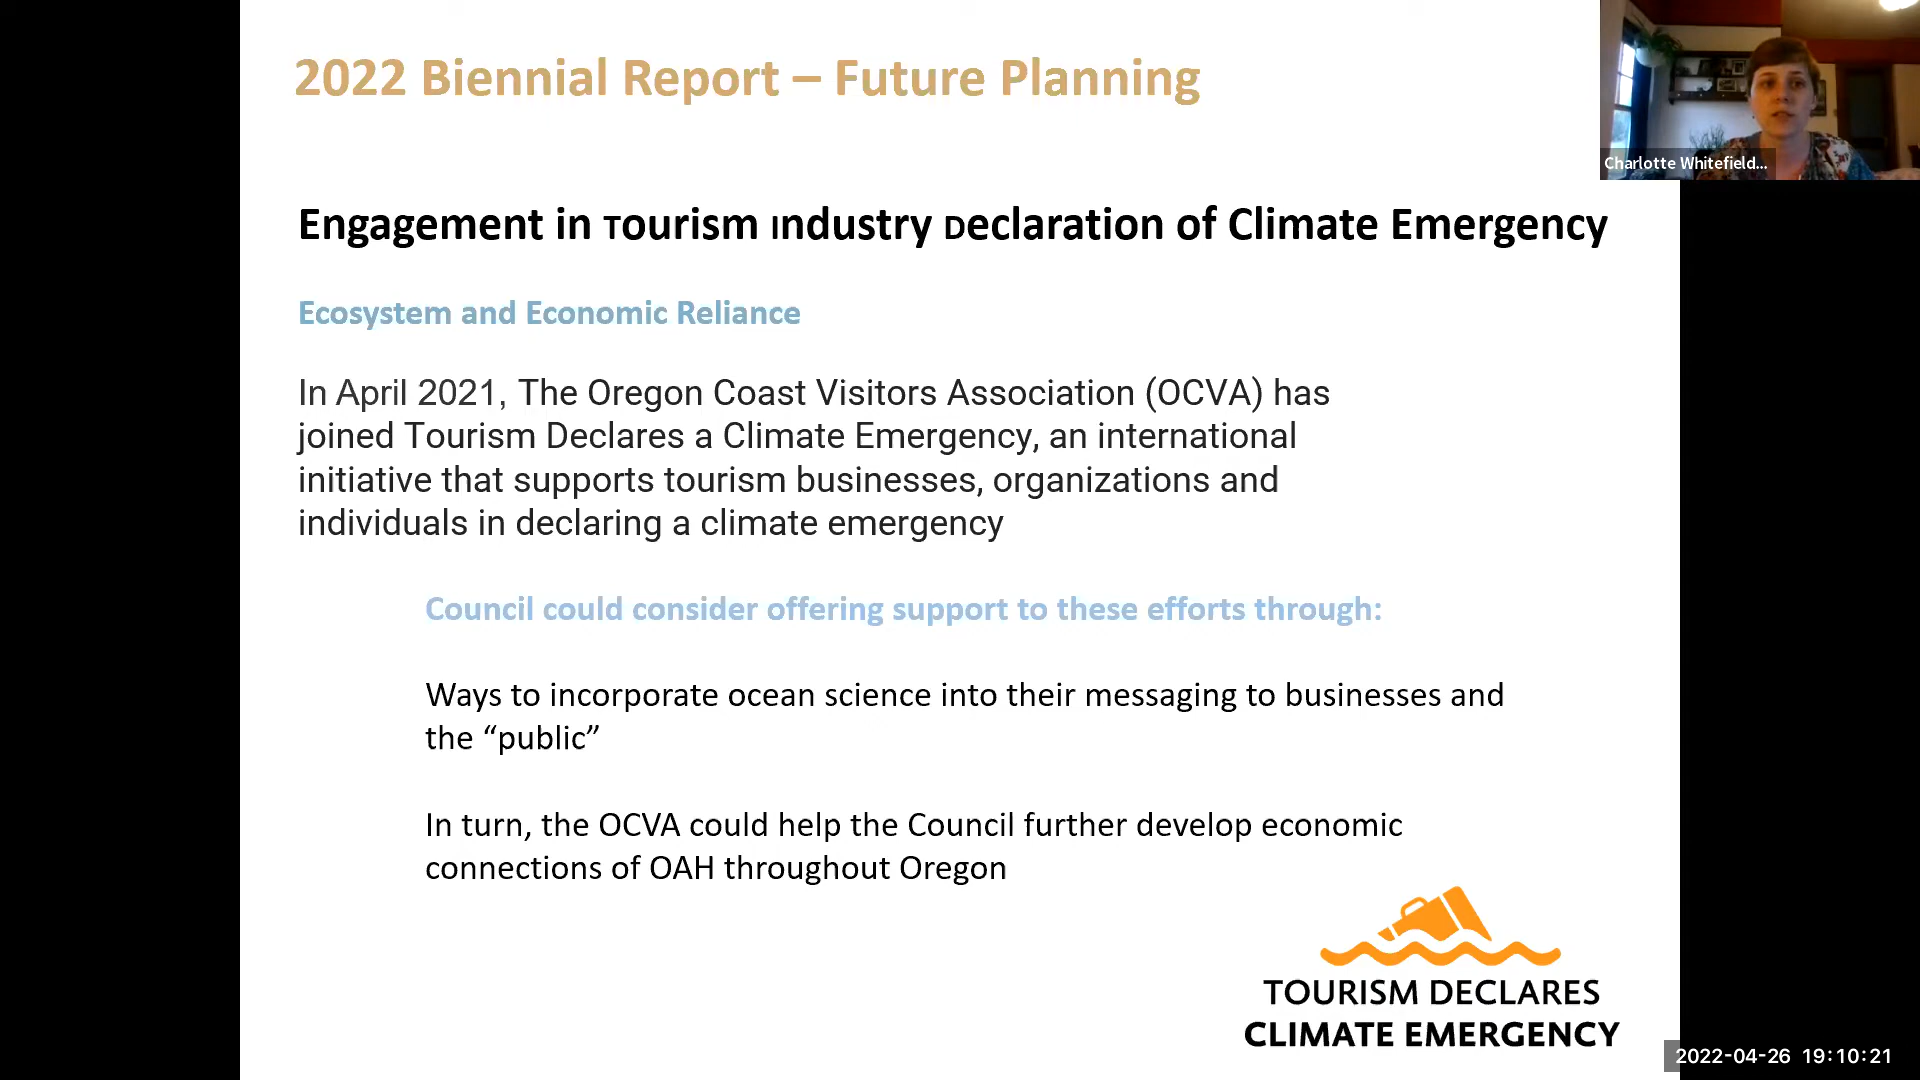 2022 Biennial Report – Future Planning
Charlotte Whitefield...
Engagement in Tourism Industry Declaration of Climate Emergency
Ecosystem and Economic Reliance
In April 2021, The Oregon Coast Visitors Association (OCVA) has
joined Tourism Declares a Climate Emergency, an international
initiative that supports tourism businesses, organizations and
individuals in declaring a climate emergency
Council could consider offering support to these efforts through:
Ways to incorporate ocean science into their messaging to businesses and
the “public”
In turn, the OCVA could help the Council further develop economic
connections of OAH throughout Oregon
TOURISM DECLARES
CLIMATE EMERGENCY
2022-04-26 19:10:21